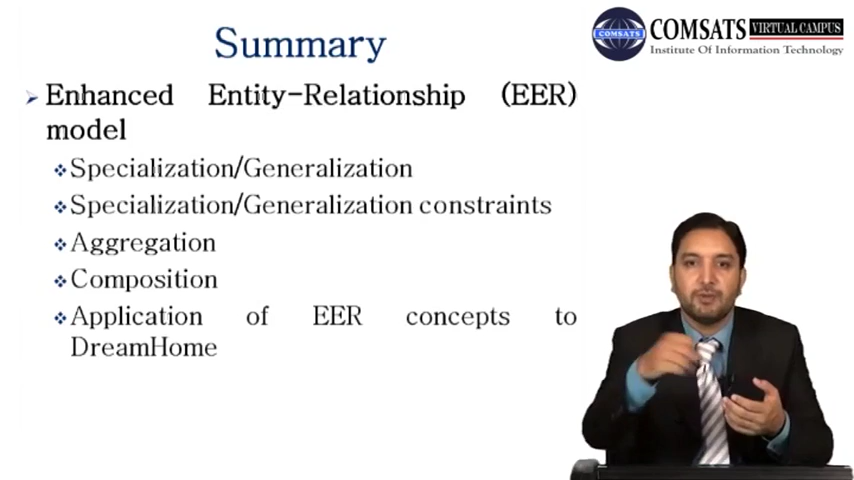 Summary
COMSATS
COMSATS VIRTUAL CAMPUS
Institute Of Information Technology
Enhanced Entity-Relationship (EER)
model
Specialization/Generalization
Specialization/Generalization constraints
Aggregation
Composition
Application of EER concepts to
DreamHome